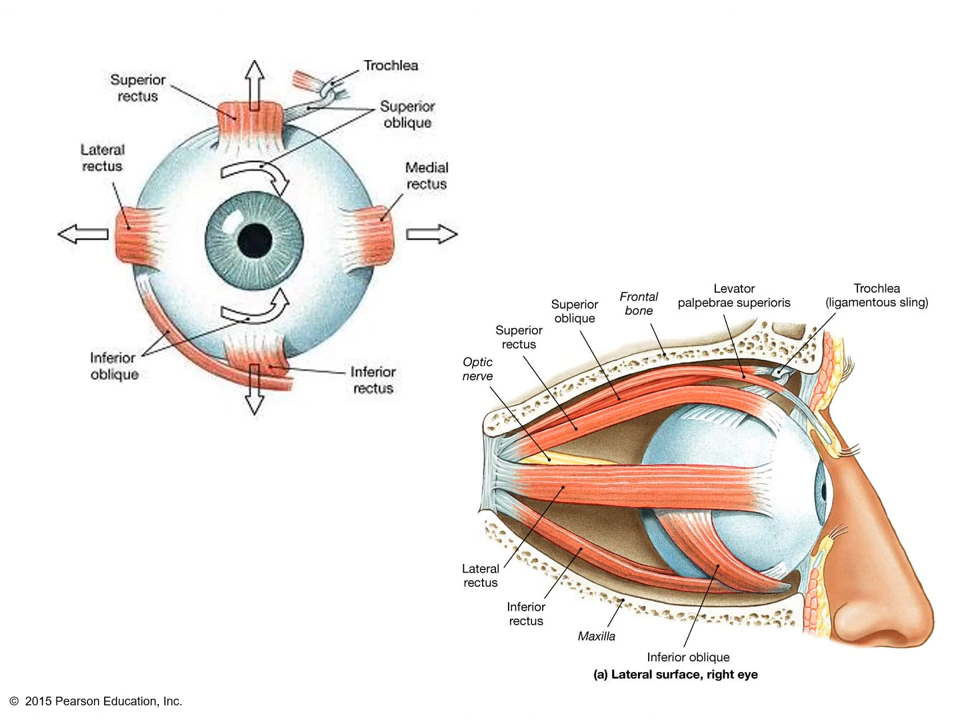 Trochlea
Superior
rectus
Superior
oblique
Lateral
rectus
Medial
rectus
Inferior
oblique
Inferior
rectus
Levator
palpebrae superioris
Trochlea
(ligamentous sling)
Frontal
bone
Superior
oblique
Superior
rectus
Optic
nerve
Lateral
rectus
Inferior
rectus
Maxilla
Inferior oblique
(a) Lateral surface, right eye
© 2015 Pearson Education, Inc.